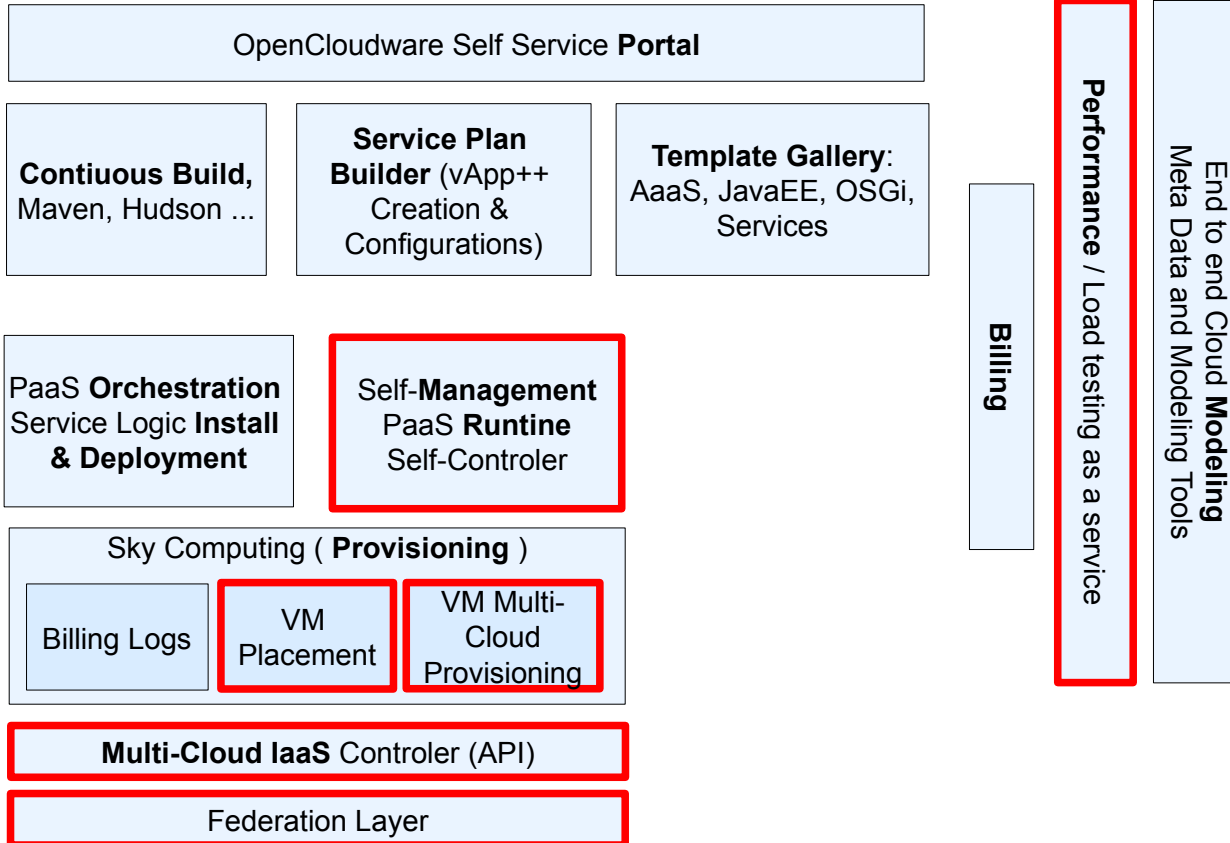 OpenCloudware Self Service Portal
Contiuous Build,
Maven, Hudson ...
Service Plan
Builder (vApp++
Creation &
Configurations)
Template Gallery:
AaaS, JavaEE, OSGi,
Services
PaaS Orchestration
Service Logic Install
& Deployment
Self-Management
PaaS Runtine
Self-Controler
Sky Computing ( Provisioning )
Billing Logs
VM
Placement
VM Multi-
Cloud
Provisioning
Multi-Cloud IaaS Controler (API)
Federation Layer
Billing
Performance / Load testing as a service
End to end Cloud Modeling
Meta Data and Modeling Tools